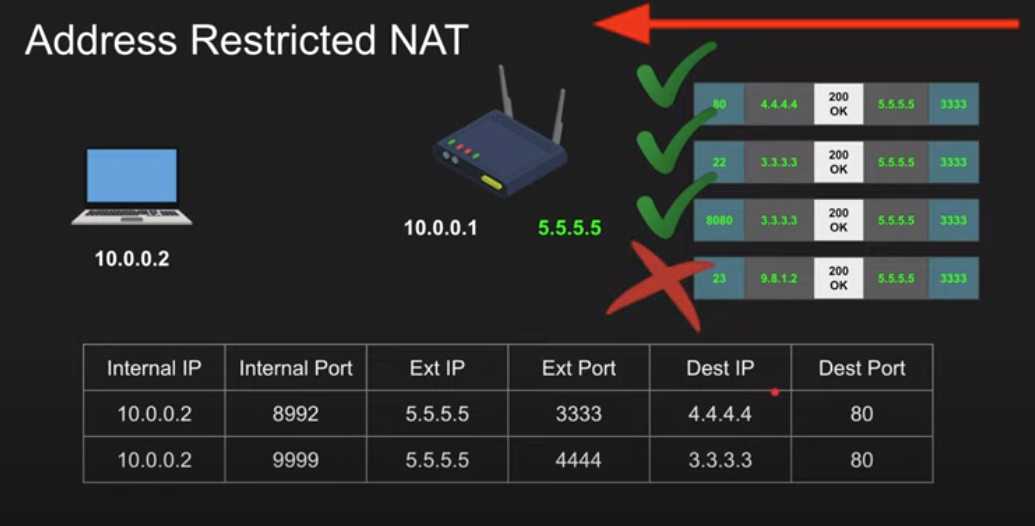 Address Restricted NAT
80 4.4.4.4 200 OK 5.5.5.5 3333
22 3.3.3.3 200 OK 5.5.5.5 3333
8080 3.3.3.3 200 OK 5.5.5.5 3333
23 9.8.1.2 200 OK 5.5.5.5 3333
10.0.0.2
10.0.0.1 5.5.5.5
Internal IP Internal Port Ext IP Ext Port Dest IP Dest Port
10.0.0.2 8992 5.5.5.5 3333 4.4.4.4 80
10.0.0.2 9999 5.5.5.5 4444 3.3.3.3 80